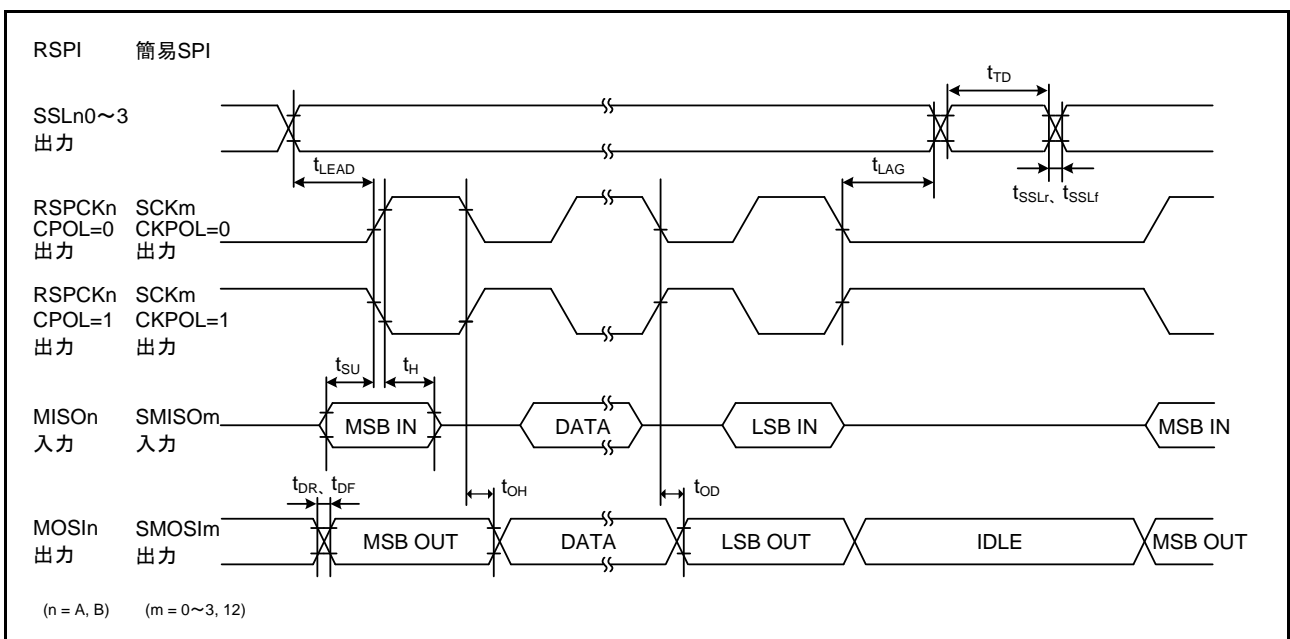 RSPI 簡易SPI
tTD
SSLn0～3
出力
tLEAD
tLAG
tSSLr、tSSLf
RSPCKn SCKm
CPOL=0 CKPOL=0
出力 出力
RSPCKn SCKm
CPOL=1 CKPOL=1
出力 出力
tSU tH
MISOn SMISOm
入力 入力
MSB IN DATA LSB IN MSB IN
tDR、tDF tOH tOD
MOSIn SMOSIm
出力 出力
MSB OUT DATA LSB OUT IDLE MSB OUT
(n = A, B) (m = 0～3, 12)